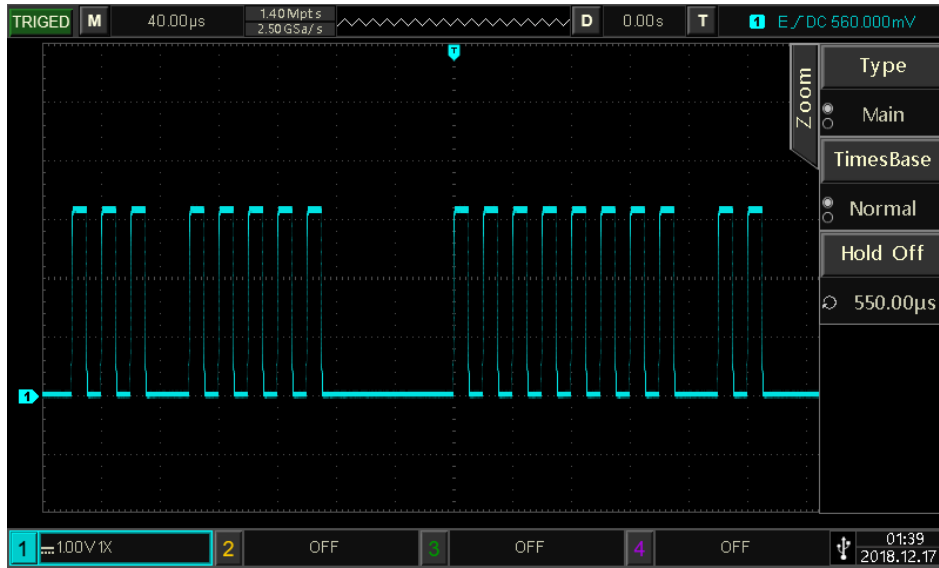 TRIGED M 40.00μs 1.40Mpts D 0.00s T 1 E DC 560.000mV
2.50GSa/s
T
Zoom
Type
Main
TimesBase
Normal
Hold Off
550.00μs
1
1 1.00V 1X 2 OFF 3 OFF 4 OFF 01:39
2018.12.17